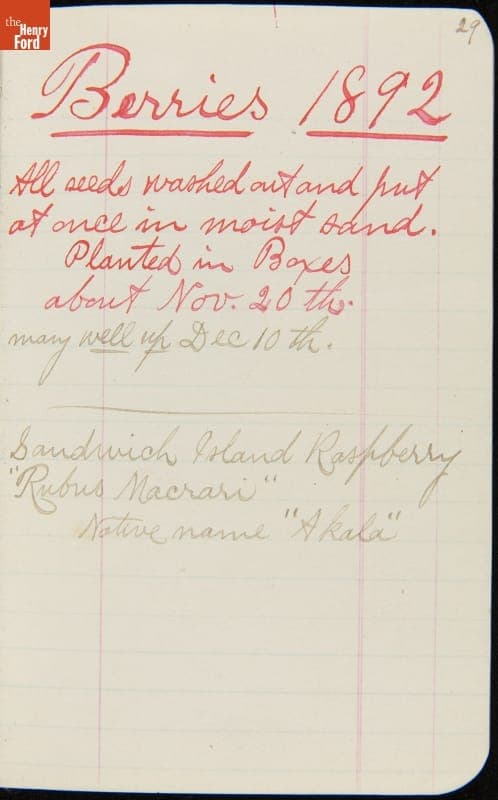 the
Henry
Ford
29
Berries 1892
All seeds washed out and put
at once in moist sand.
Planted in Boxes
about Nov. 20 th.
many well up Dec 10 th.
Sandwich Island Raspberry
"Rubus Macrari"
Native name "Akala"